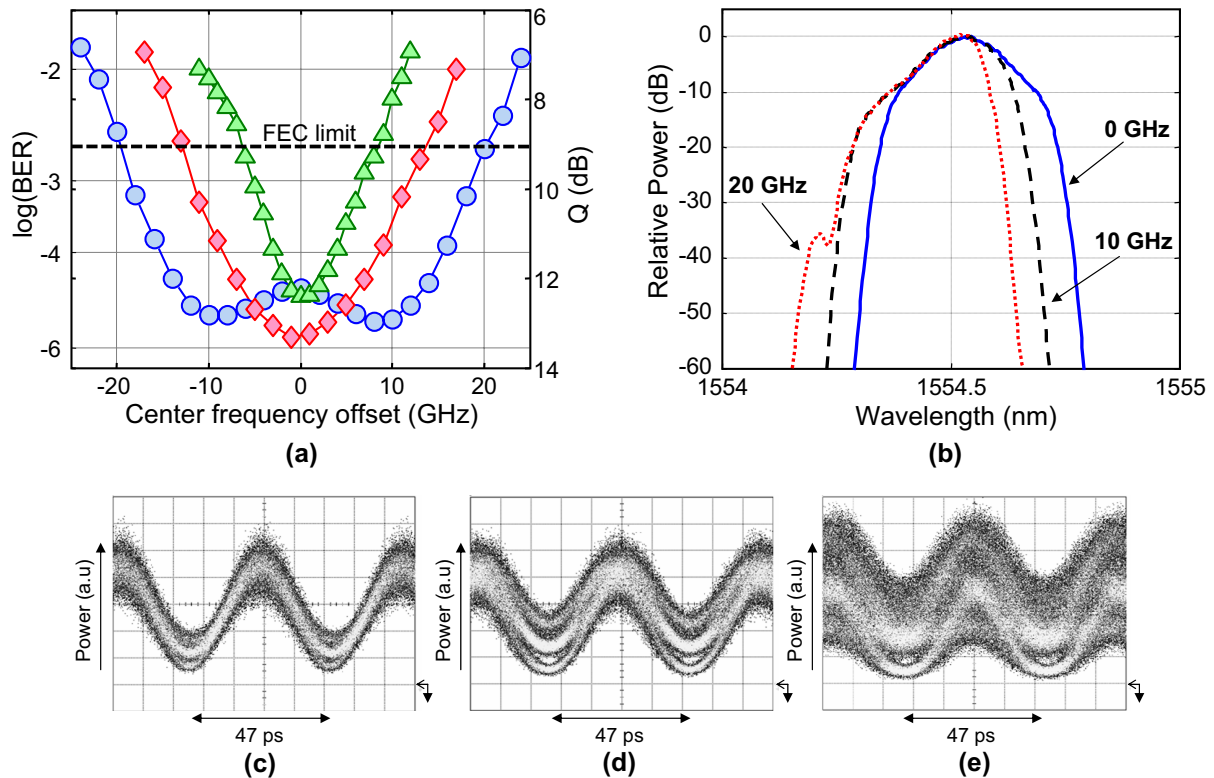 log(BER)
-2
-3
-4
-6
FEC limit
6
7
9
10
12
14
Q (dB)
-20
-10
0
10
20
Center frequency offset (GHz)
(a)
Relative Power (dB)
0
-10
-20
-30
-40
-50
-60
20 GHz
0 GHz
10 GHz
1554
1554.5
1555
Wavelength (nm)
(b)
Power (a.u)
47 ps
(c)
Power (a.u)
47 ps
(d)
Power (a.u)
47 ps
(e)